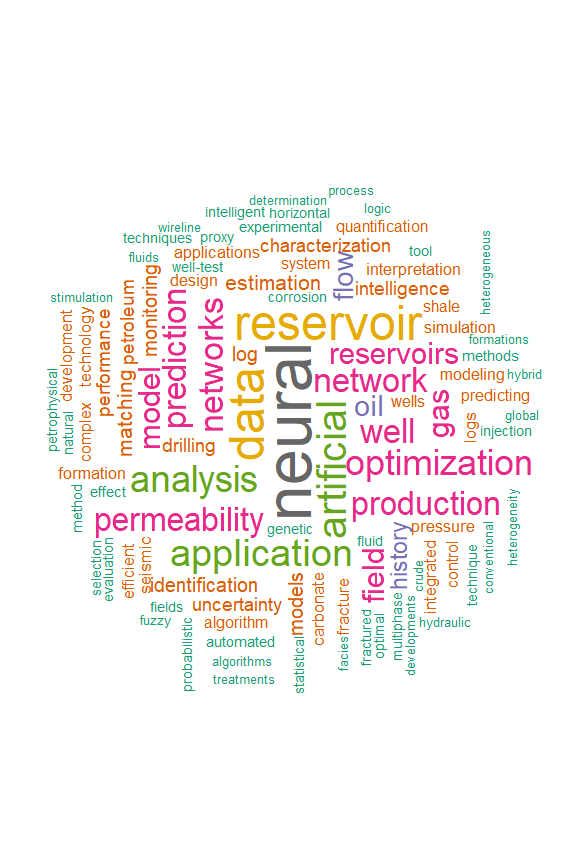 process
determination
logic
intelligent
horizontal
wireline
experimental
quantification
techniques
proxy
characterization
heterogeneous
applications
tool
fluids
well-test
system
flow
interpretation
design
estimation
intelligence
corrosion
stimulation
monitoring
petroleum
prediction
networks
reservoir
shale
simulation
development
technology
performance
formations
log
neural
reservoirs
methods
matching
model
data
network
modeling
hybrid
petrophysical
natural
complex
artificial
oil
wells
gas
predicting
global
drilling
well
logs
injection
formation
analysis
optimization
method
effect
production
permeability
genetic
pressure
heterogeneity
application
fluid
history
conventional
selection
evaluation
efficient
seismic
field
crude
integrated
control
technique
identification
models
carbonate
fracture
fields
uncertainty
fuzzy
algorithm
multiphase
developments
hydraulic
probabilistic
automated
statistical
facies
fractured
optimal
algorithms
treatments